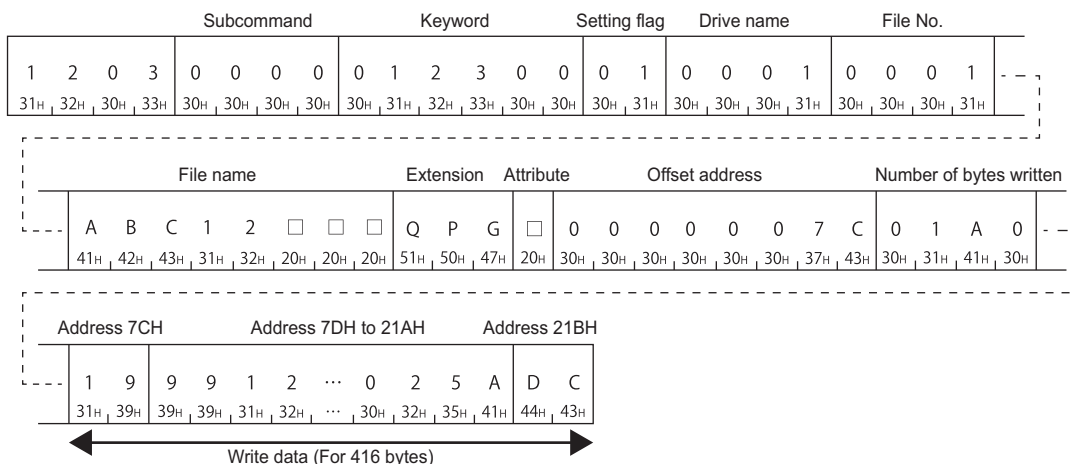 Subcommand Keyword Setting flag Drive name File No.
1 2 0 3 0 0 0 0 0 1 2 3 0 0 0 1 0 0 0 1 0 0 0 1
31H 32H 30H 33H 30H 30H 30H 30H 30H 31H 32H 33H 30H 30H 30H 31H 30H 30H 30H 31H 30H 30H 30H 31H
File name Extension Attribute Offset address Number of bytes written
A B C 1 2 □ □ □ Q P G □ 0 0 0 0 0 0 7 C 0 1 A 0
41H 42H 43H 31H 32H 20H 20H 20H 51H 50H 47H 20H 30H 30H 30H 30H 30H 30H 37H 43H 30H 31H 41H 30H
Address 7CH Address 7DH to 21AH Address 21BH
1 9 9 9 1 2 ... 0 2 5 A D C
31H 39H 39H 39H 31H 32H ... 30H 32H 35H 41H 44H 43H
Write data (For 416 bytes)